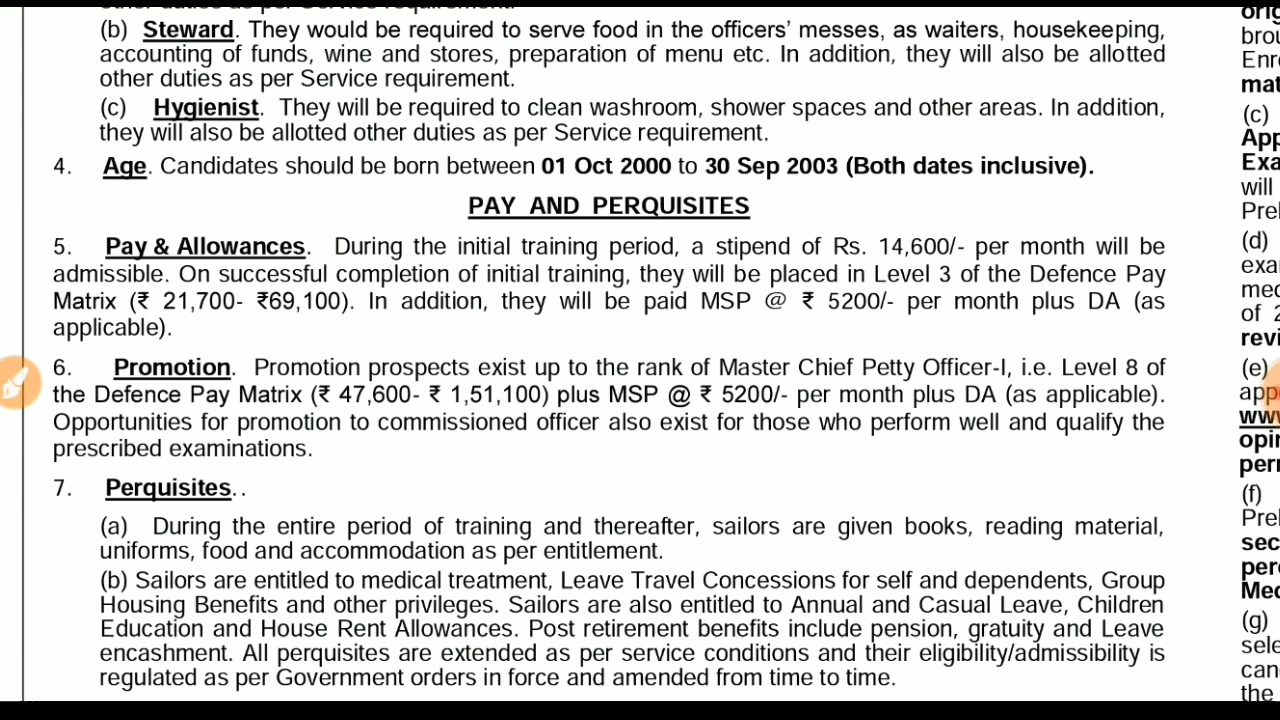 (b) Steward. They would be required to serve food in the officers' messes, as waiters, housekeeping,
accounting of funds, wine and stores, preparation of menu etc. In addition, they will also be allotted
other duties as per Service requirement.
(c) Hygienist. They will be required to clean washroom, shower spaces and other areas. In addition,
they will also be allotted other duties as per Service requirement.
4. Age. Candidates should be born between 01 Oct 2000 to 30 Sep 2003 (Both dates inclusive).
PAY AND PERQUISITES
5. Pay & Allowances. During the initial training period, a stipend of Rs. 14,600/- per month will be
admissible. On successful completion of initial training, they will be placed in Level 3 of the Defence Pay
Matrix (₹ 21,700- ₹69,100). In addition, they will be paid MSP @ ₹ 5200/- per month plus DA (as
applicable).
6. Promotion. Promotion prospects exist up to the rank of Master Chief Petty Officer-I, i.e. Level 8 of
the Defence Pay Matrix (₹ 47,600- ₹ 1,51,100) plus MSP @ ₹ 5200/- per month plus DA (as applicable).
Opportunities for promotion to commissioned officer also exist for those who perform well and qualify the
prescribed examinations.
7. Perquisites..
(a) During the entire period of training and thereafter, sailors are given books, reading material,
uniforms, food and accommodation as per entitlement.
(b) Sailors are entitled to medical treatment, Leave Travel Concessions for self and dependents, Group
Housing Benefits and other privileges. Sailors are also entitled to Annual and Casual Leave, Children
Education and House Rent Allowances. Post retirement benefits include pension, gratuity and Leave
encashment. All perquisites are extended as per service conditions and their eligibility/admissibility is
regulated as per Government orders in force and amended from time to time.
(c)
will
(d)
of
(e)
(f)
(g)
the